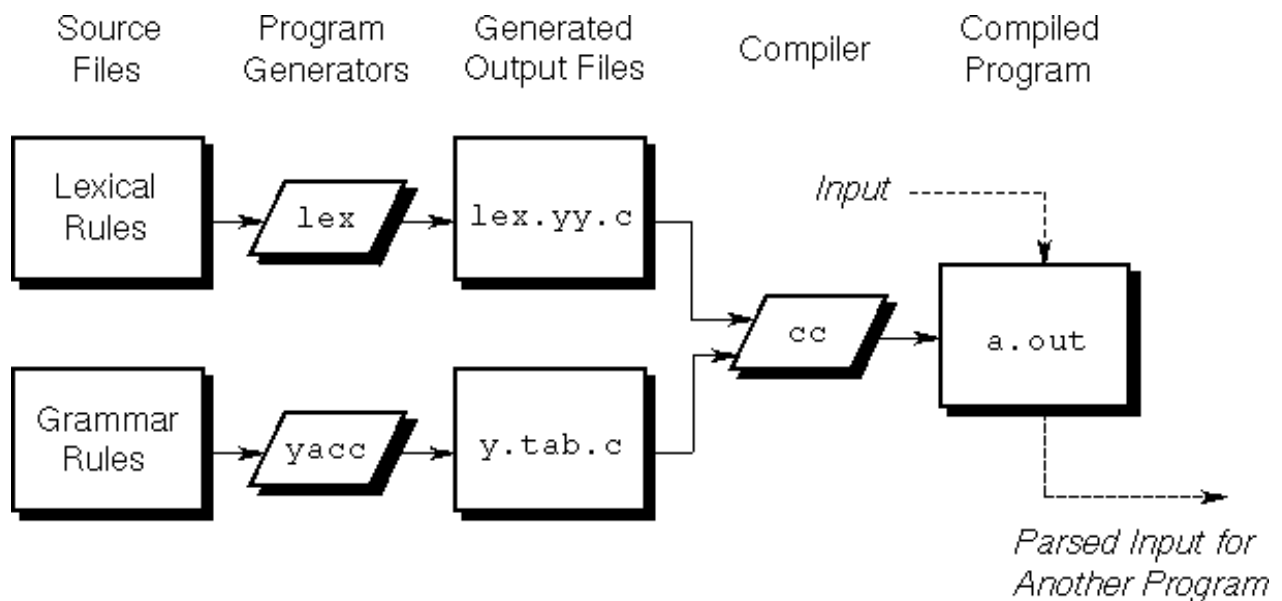 Source
Files
Program
Generators
Generated
Output Files
Compiler
Compiled
Program
Lexical
Rules
lex
lex.yy.c
Input
cc
a.out
Grammar
Rules
yacc
y.tab.c
Parsed Input for
Another Program